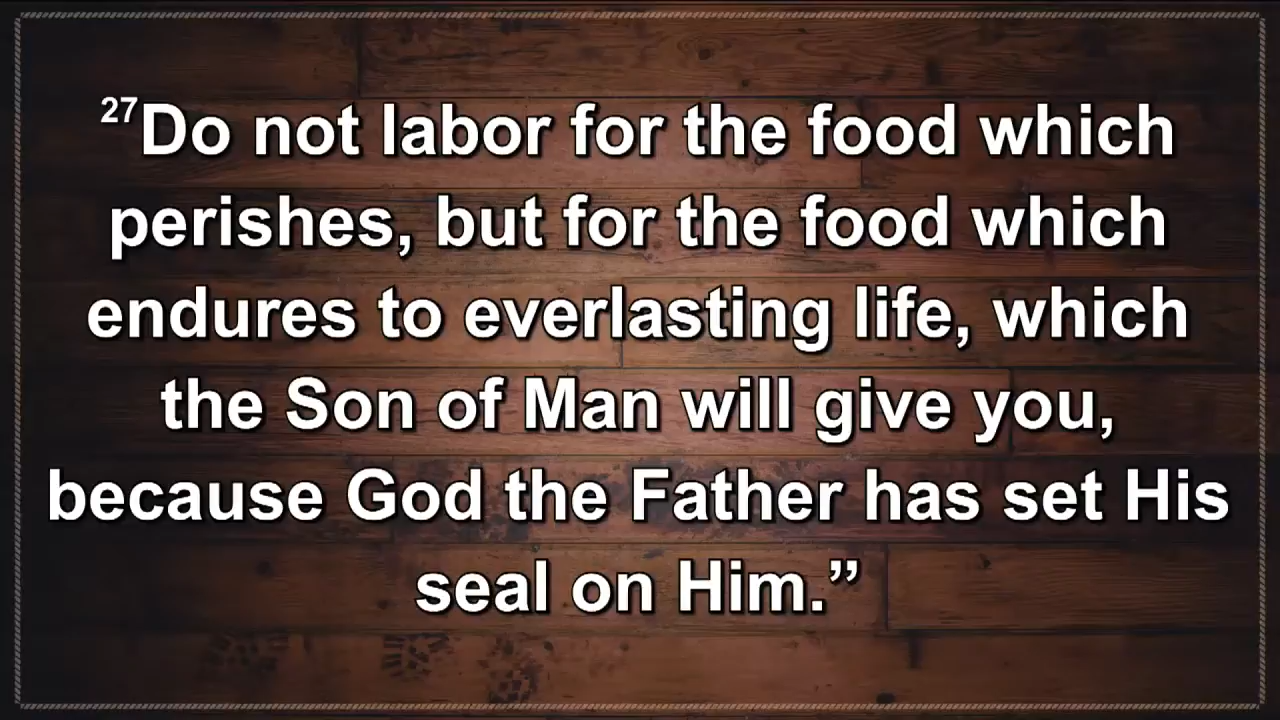 27Do not labor for the food which
perishes, but for the food which
endures to everlasting life, which
the Son of Man will give you,
because God the Father has set His
seal on Him.”